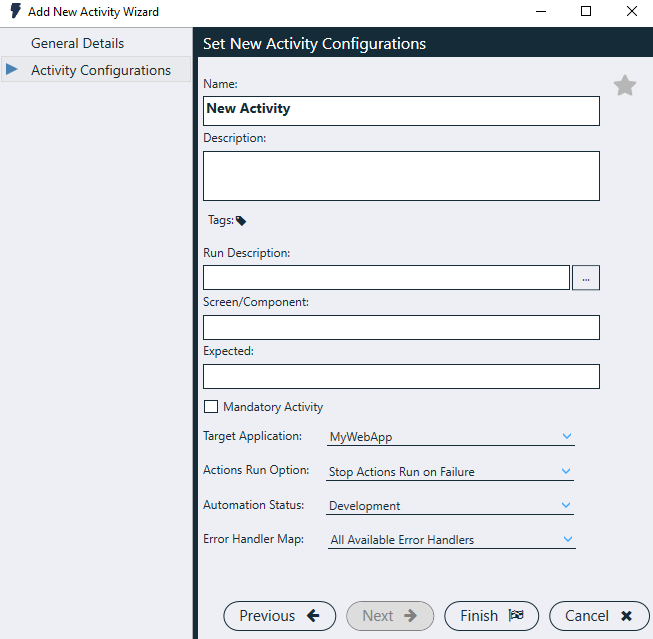 Add New Activity Wizard
General Details
Activity Configurations
Set New Activity Configurations
Name:
New Activity
Description:
Tags:
Run Description:
...
Screen/Component:
Expected:
Mandatory Activity
Target Application: MyWebApp
Actions Run Option: Stop Actions Run on Failure
Automation Status: Development
Error Handler Map: All Available Error Handlers
Previous Next Finish Cancel